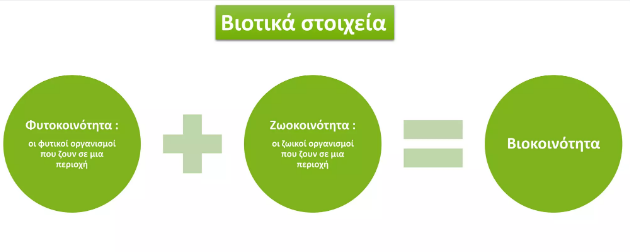 Βιοτικά στοιχεία
Φυτοκοινότητα :
οι φυτικοί οργανισμοί
που ζουν σε μια
περιοχή
Ζωοκοινότητα :
οι ζωικοί οργανισμοί
που ζουν σε μια
περιοχή
Βιοκοινότητα